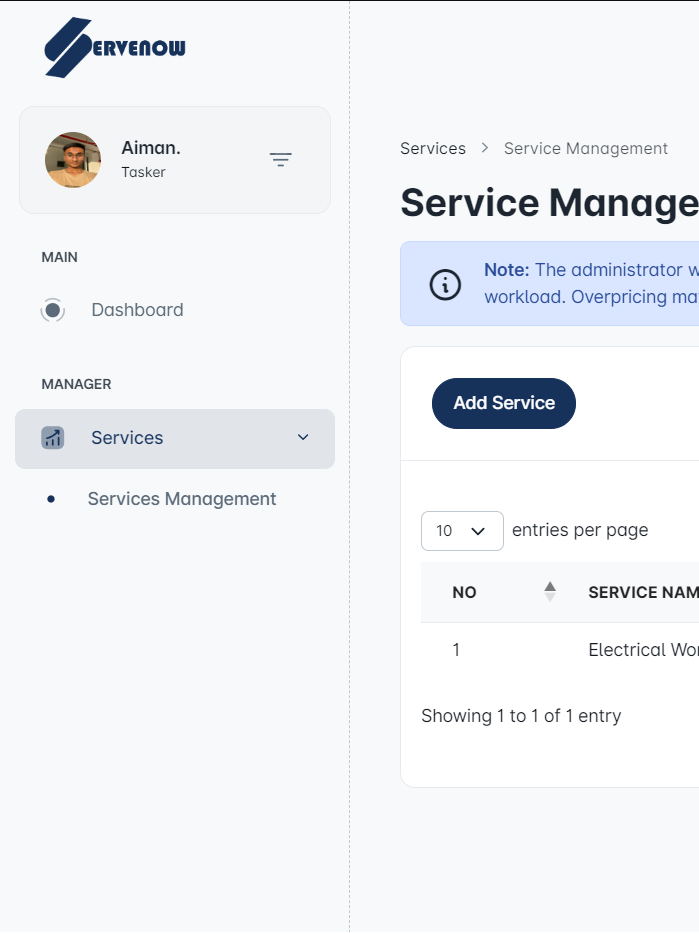 SERVENOW
Aiman.
Tasker
MAIN
Dashboard
MANAGER
Services
Services Management
Services > Service Management
Service Manage
Note: The administrator w
workload. Overpricing ma
Add Service
10 entries per page
NO SERVICE NAM
1 Electrical Wor
Showing 1 to 1 of 1 entry